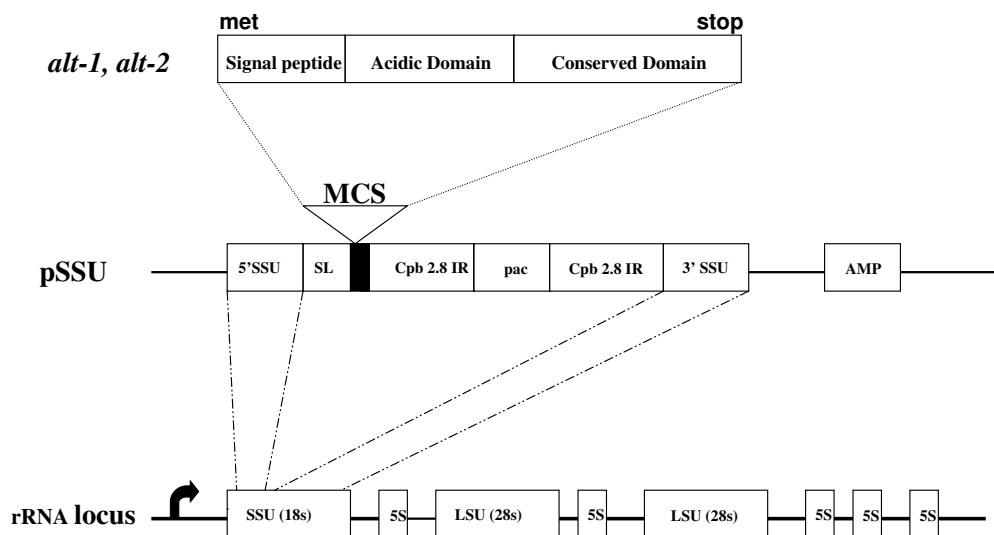 met stop
alt-1, alt-2
Signal peptide Acidic Domain Conserved Domain
MCS
pSSU
5'SSU SL Cpb 2.8 IR pac Cpb 2.8 IR 3' SSU AMP
rRNA locus
SSU (18s) 5S LSU (28s) 5S LSU (28s) 5S 5S 5S